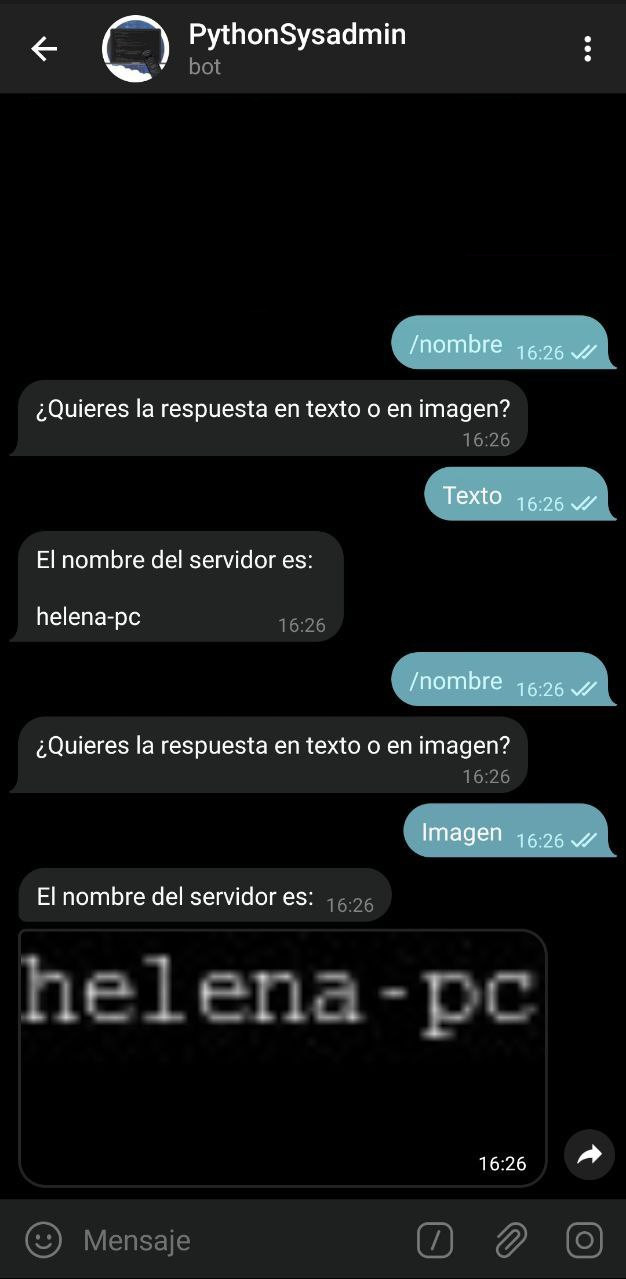 PythonSysadmin
bot
/nombre 16:26
¿Quieres la respuesta en texto o en imagen?
16:26
Texto 16:26
El nombre del servidor es:
helena-pc 16:26
/nombre 16:26
¿Quieres la respuesta en texto o en imagen?
16:26
Imagen 16:26
El nombre del servidor es: 16:26
helena-pc
16:26
Mensaje